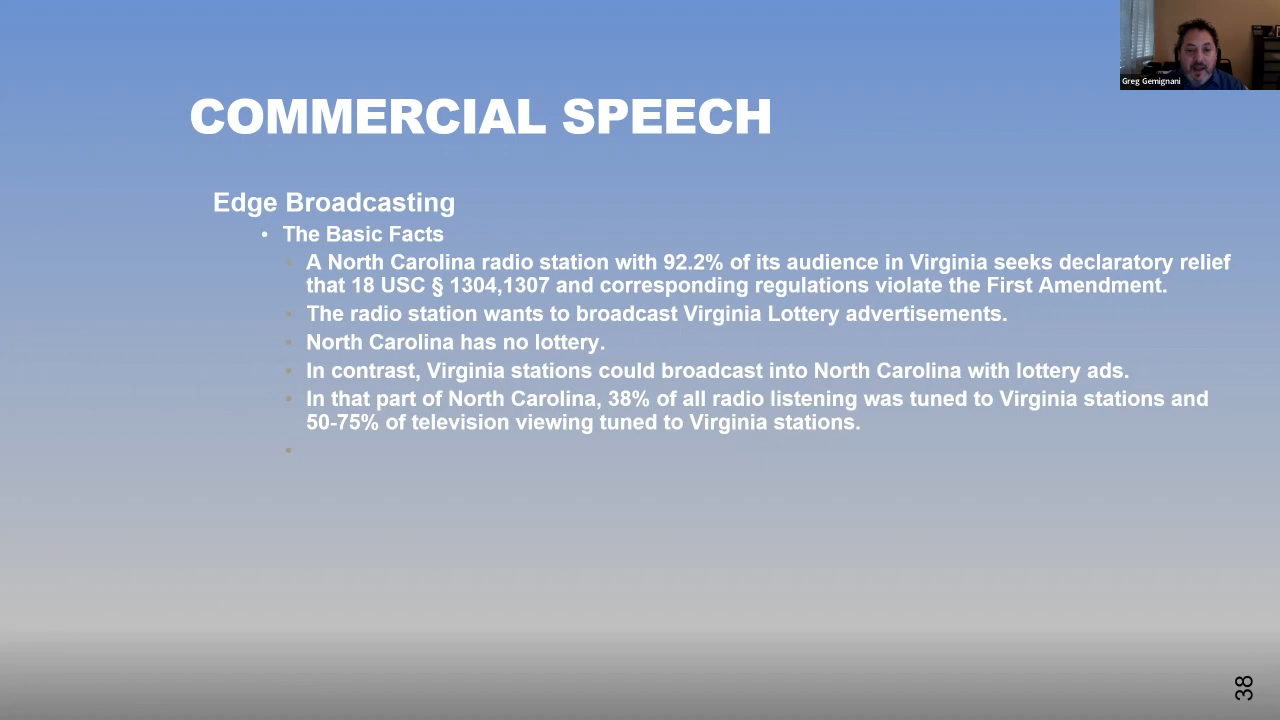 Greg Gemignani
COMMERCIAL SPEECH
Edge Broadcasting
• The Basic Facts
• A North Carolina radio station with 92.2% of its audience in Virginia seeks declaratory relief
that 18 USC § 1304,1307 and corresponding regulations violate the First Amendment.
• The radio station wants to broadcast Virginia Lottery advertisements.
• North Carolina has no lottery.
• In contrast, Virginia stations could broadcast into North Carolina with lottery ads.
• In that part of North Carolina, 38% of all radio listening was tuned to Virginia stations and
50-75% of television viewing tuned to Virginia stations.
•
38